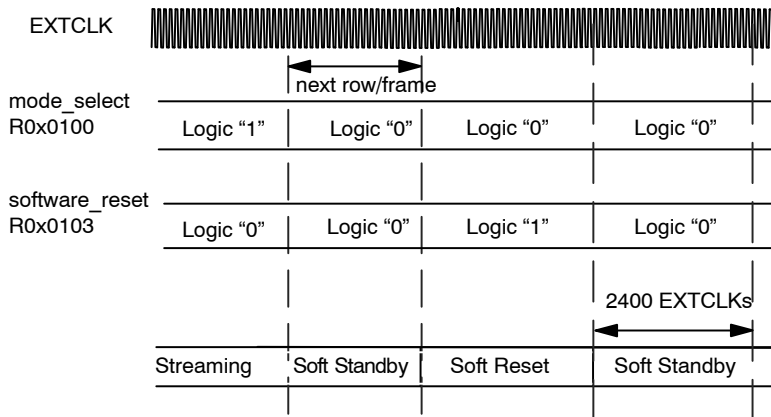 EXTCLK
next row/frame
mode_select
R0x0100
Logic “1” Logic “0” Logic “0” Logic “0”
software_reset
R0x0103
Logic “0” Logic “0” Logic “1” Logic “0”
2400 EXTCLKs
Streaming Soft Standby Soft Reset Soft Standby